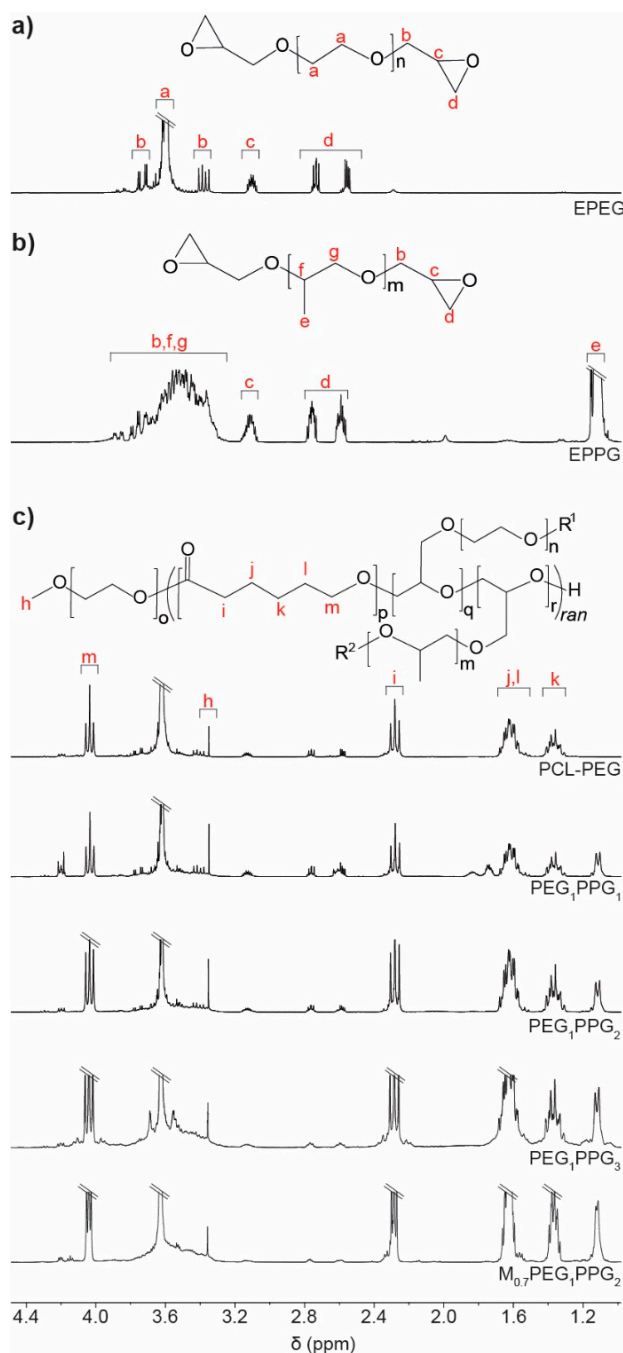 a)
O
O
[
a
a
O
]n
b
c
O
d
b
a
b
c
d
EPEG
b)
O
O
[
f
g
e
O
]m
b
c
O
d
b,f,g
c
d
e
EPPG
c)
h
O
[
O
]o
(
[
O
i
j
k
l
m
O
]p
[
O
[
O
]n
R¹
O
]q
[
O
]r
)ran
H
R²
[
O
]m
O
m
h
i
j,l
k
PCL-PEG
PEG₁PPG₁
PEG₁PPG₂
PEG₁PPG₃
M₀.₇PEG₁PPG₂
4.4 4.0 3.6 3.2 2.8 2.4 2.0 1.6 1.2
δ (ppm)